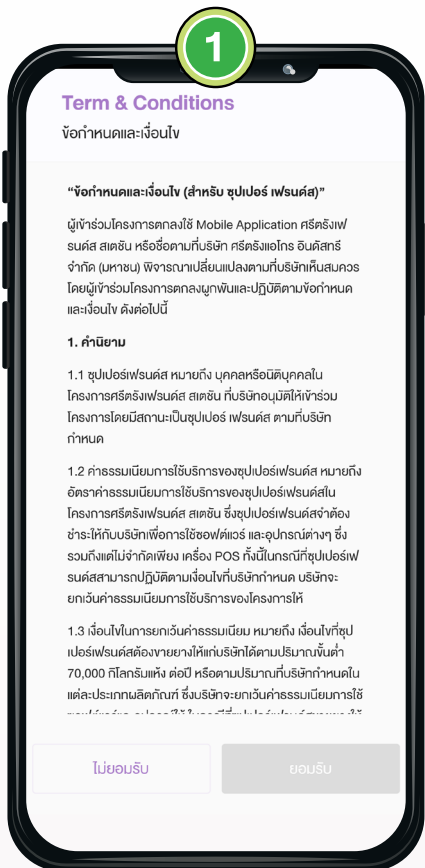 1
Term & Conditions
ข้อกำหนดและเงื่อนไข
“ข้อกำหนดและเงื่อนไข (สำหรับ ซุปเปอร์ เฟรนด์ส)”
ผู้เข้าร่วมโครงการตกลงใช้ Mobile Application ศรีตรังเฟ
รนด์ส สเตชัน หรือชื่อตามที่บริษัท ศรีตรังแอโกร อินดัสทรี
จำกัด (มหาชน) พิจารณาเปลี่ยนแปลงตามที่บริษัทเห็นสมควร
โดยผู้เข้าร่วมโครงการตกลงผูกพันและปฏิบัติตามข้อกำหนด
และเงื่อนไข ดังต่อไปนี้
1. คำนิยาม
1.1 ซุปเปอร์เฟรนด์ส หมายถึง บุคคลหรือนิติบุคคลใน
โครงการศรีตรังเฟรนด์ส สเตชัน ที่บริษัทอนุมัติให้เข้าร่วม
โครงการโดยมีสถานะเป็นซุปเปอร์ เฟรนด์ส ตามที่บริษัท
กำหนด
1.2 ค่าธรรมเนียมการใช้บริการของซุปเปอร์เฟรนด์ส หมายถึง
อัตราค่าธรรมเนียมการใช้บริการของซุปเปอร์เฟรนด์สใน
โครงการศรีตรังเฟรนด์ส สเตชัน ซึ่งซุปเปอร์เฟรนด์สจำต้อง
ชำระให้กับบริษัทเพื่อการใช้ซอฟต์แวร์ และอุปกรณ์ต่างๆ ซึ่ง
รวมถึงแต่ไม่จำกัดเพียง เครื่อง POS ทั้งนี้ในกรณีที่ซุปเปอร์เฟ
รนด์สสามารถปฏิบัติตามเงื่อนไขที่บริษัทกำหนด บริษัทจะ
ยกเว้นค่าธรรมเนียมการใช้บริการของโครงการให้
1.3 เงื่อนไขในการยกเว้นค่าธรรมเนียม หมายถึง เงื่อนไขที่ซุป
เปอร์เฟรนด์สต้องขายยางให้แก่บริษัทได้ตามปริมาณขั้นต่ำ
70,000 กิโลกรัมแห้ง ต่อปี หรือตามปริมาณที่บริษัทกำหนดใน
แต่ละประเภทผลิตภัณฑ์ ซึ่งบริษัทจะยกเว้นค่าธรรมเนียมการใช้
ไม่ยอมรับ
ยอมรับ